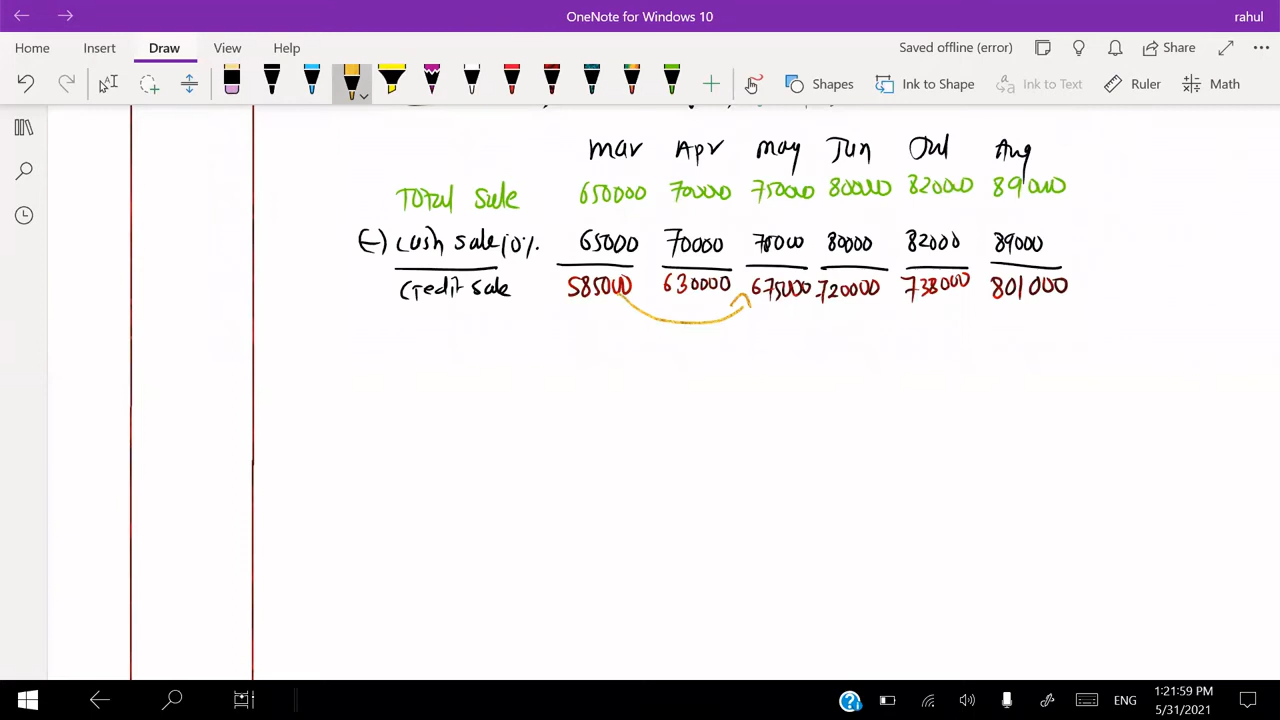 OneNote for Windows 10
rahul
Home Insert Draw View Help
Saved offline (error) Share
Shapes Ink to Shape Ink to Text Ruler Math
Mar Apr May Jun Jul Aug
Total Sale 650000 700000 750000 800000 820000 890000
(-) Cash Sale 10%. 65000 70000 75000 80000 82000 89000
Credit Sale 585000 630000 675000 720000 738000 801000
ENG
1:21:59 PM
5/31/2021